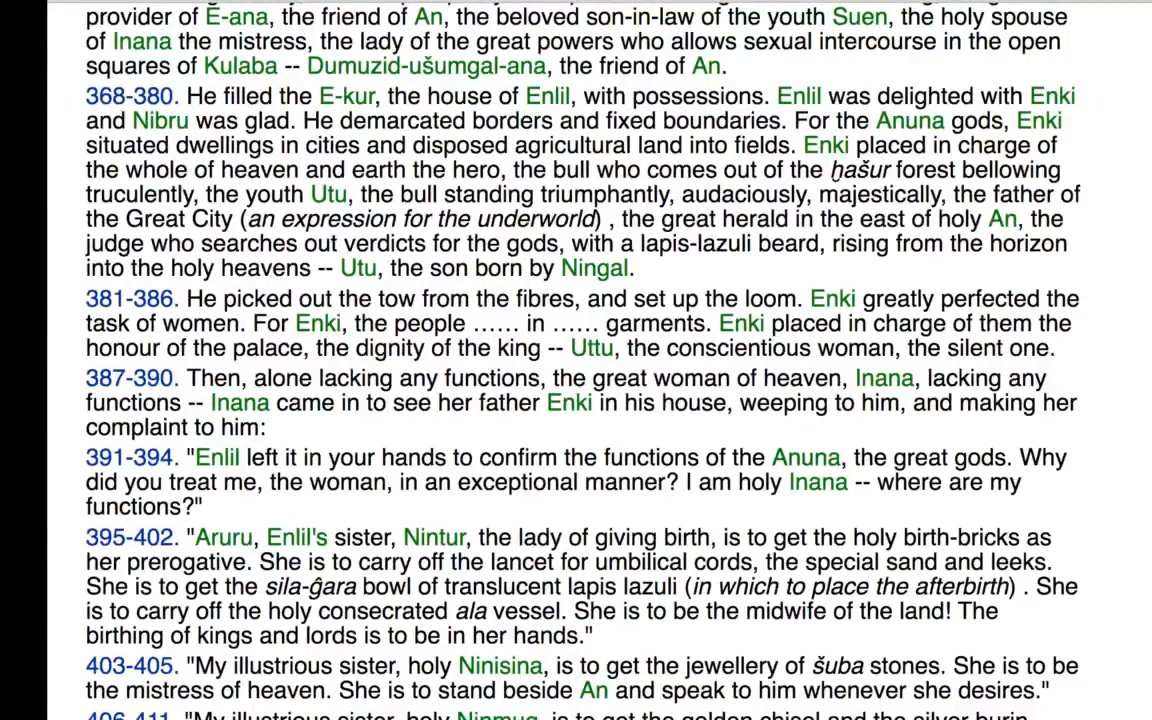 provider of E-ana, the friend of An, the beloved son-in-law of the youth Suen, the holy spouse
of Inana the mistress, the lady of the great powers who allows sexual intercourse in the open
squares of Kulaba -- Dumuzid-ušumgal-ana, the friend of An.
368-380. He filled the E-kur, the house of Enlil, with possessions. Enlil was delighted with Enki
and Nibru was glad. He demarcated borders and fixed boundaries. For the Anuna gods, Enki
situated dwellings in cities and disposed agricultural land into fields. Enki placed in charge of
the whole of heaven and earth the hero, the bull who comes out of the ḫašur forest bellowing
truculently, the youth Utu, the bull standing triumphantly, audaciously, majestically, the father of
the Great City (an expression for the underworld) , the great herald in the east of holy An, the
judge who searches out verdicts for the gods, with a lapis-lazuli beard, rising from the horizon
into the holy heavens -- Utu, the son born by Ningal.
381-386. He picked out the tow from the fibres, and set up the loom. Enki greatly perfected the
task of women. For Enki, the people ...... in ...... garments. Enki placed in charge of them the
honour of the palace, the dignity of the king -- Uttu, the conscientious woman, the silent one.
387-390. Then, alone lacking any functions, the great woman of heaven, Inana, lacking any
functions -- Inana came in to see her father Enki in his house, weeping to him, and making her
complaint to him:
391-394. "Enlil left it in your hands to confirm the functions of the Anuna, the great gods. Why
did you treat me, the woman, in an exceptional manner? I am holy Inana -- where are my
functions?"
395-402. "Aruru, Enlil's sister, Nintur, the lady of giving birth, is to get the holy birth-bricks as
her prerogative. She is to carry off the lancet for umbilical cords, the special sand and leeks.
She is to get the sila-ĝara bowl of translucent lapis lazuli (in which to place the afterbirth) . She
is to carry off the holy consecrated ala vessel. She is to be the midwife of the land! The
birthing of kings and lords is to be in her hands."
403-405. "My illustrious sister, holy Ninisina, is to get the jewellery of šuba stones. She is to be
the mistress of heaven. She is to stand beside An and speak to him whenever she desires."
406-411. "My illustrious sister, holy Ninmug, is to get the golden chisel and the silver burin